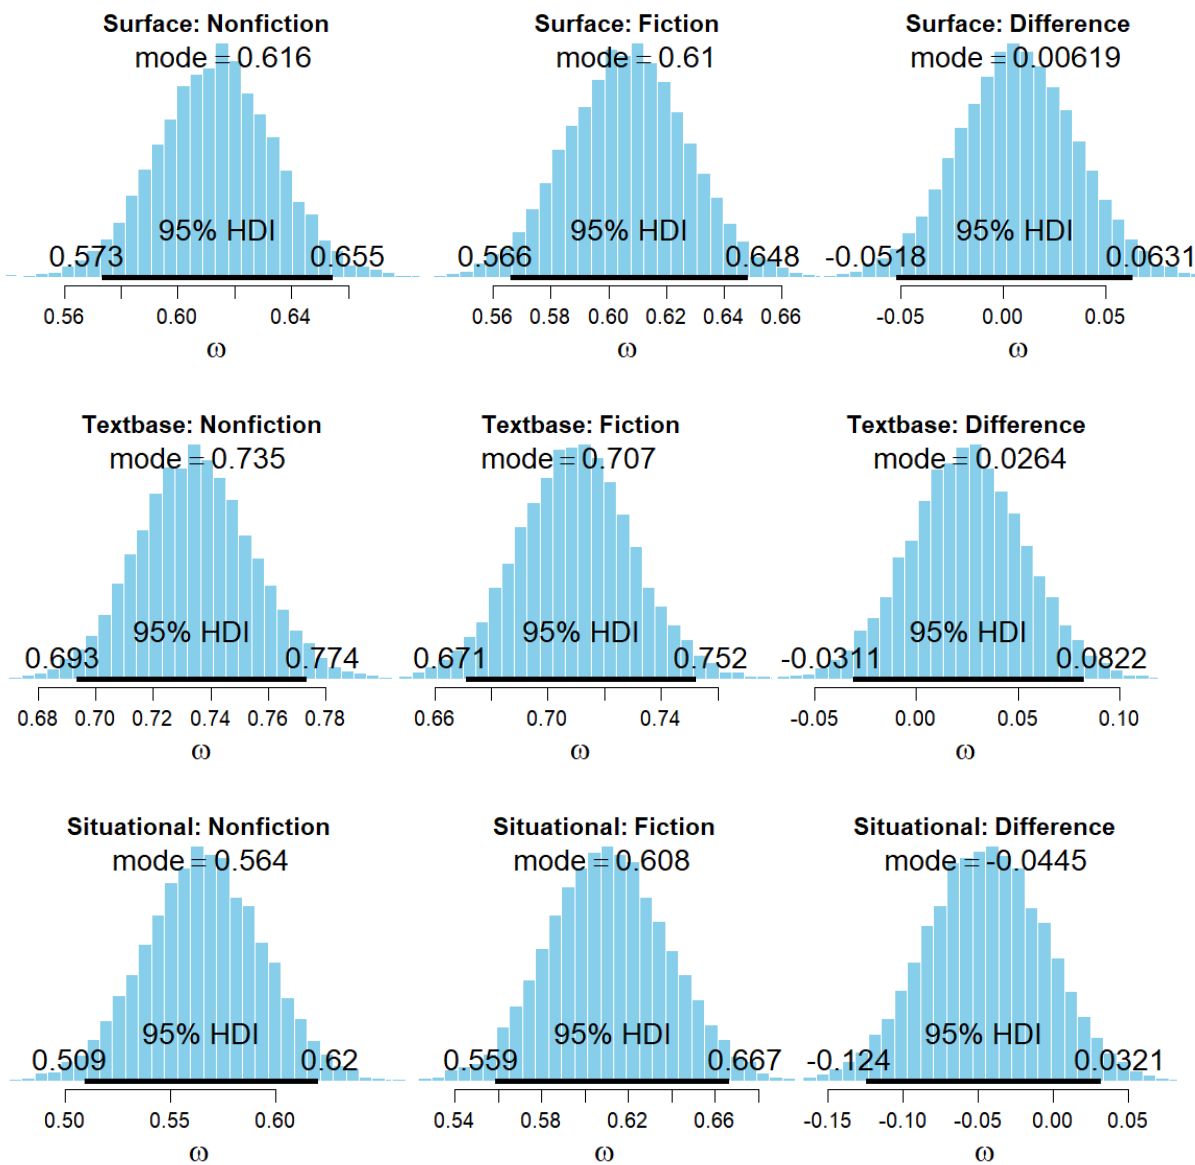 Surface: Nonfiction
mode = 0.616
95% HDI
0.573 0.655
0.56 0.60 0.64
ω
Surface: Fiction
mode = 0.61
95% HDI
0.566 0.648
0.56 0.58 0.60 0.62 0.64 0.66
ω
Surface: Difference
mode = 0.00619
95% HDI
-0.0518 0.0631
-0.05 0.00 0.05
ω
Textbase: Nonfiction
mode = 0.735
95% HDI
0.693 0.774
0.68 0.70 0.72 0.74 0.76 0.78
ω
Textbase: Fiction
mode = 0.707
95% HDI
0.671 0.752
0.66 0.70 0.74
ω
Textbase: Difference
mode = 0.0264
95% HDI
-0.0311 0.0822
-0.05 0.00 0.05 0.10
ω
Situational: Nonfiction
mode = 0.564
95% HDI
0.509 0.62
0.50 0.55 0.60
ω
Situational: Fiction
mode = 0.608
95% HDI
0.559 0.667
0.54 0.58 0.62 0.66
ω
Situational: Difference
mode = -0.0445
95% HDI
-0.124 0.0321
-0.15 -0.10 -0.05 0.00 0.05
ω